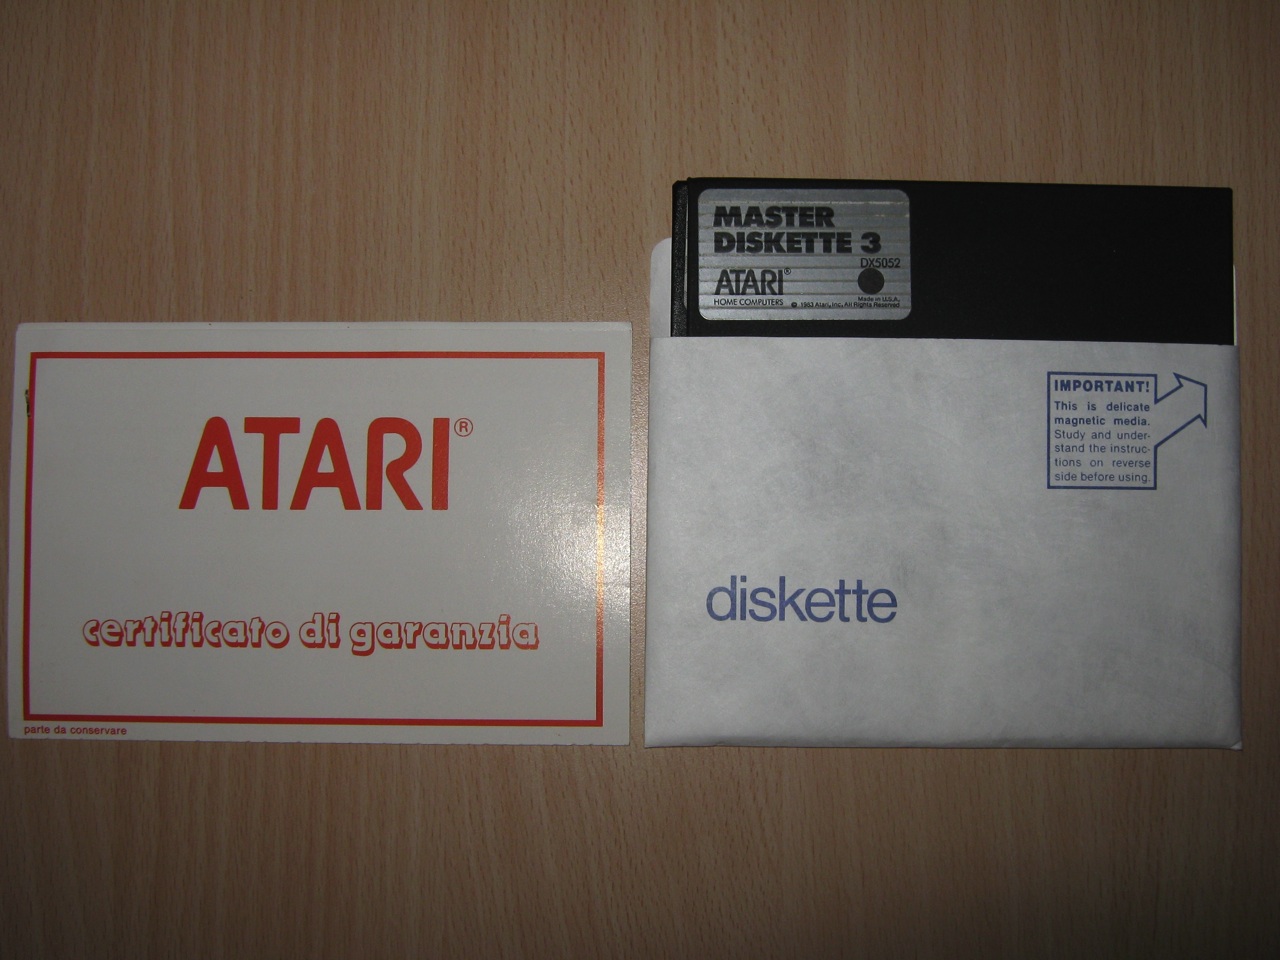 ATARI®
certificato di garanzia
parte da conservare
MASTER
DISKETTE 3
DX5052
ATARI®
HOME COMPUTERS
Made in U.S.A.
© 1983 Atari, Inc. All Rights Reserved
IMPORTANT!
This is delicate
magnetic media.
Study and under-
stand the instruc-
tions on reverse
side before using.
diskette